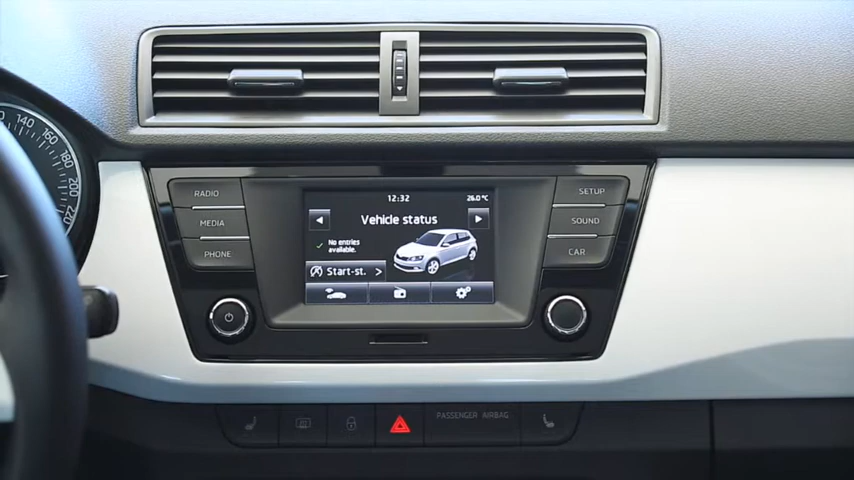 140
160
180
200
220
RADIO
MEDIA
PHONE
12:32
26.0 °C
Vehicle status
No entries
available.
Start-st.
SETUP
SOUND
CAR
PASSENGER AIRBAG